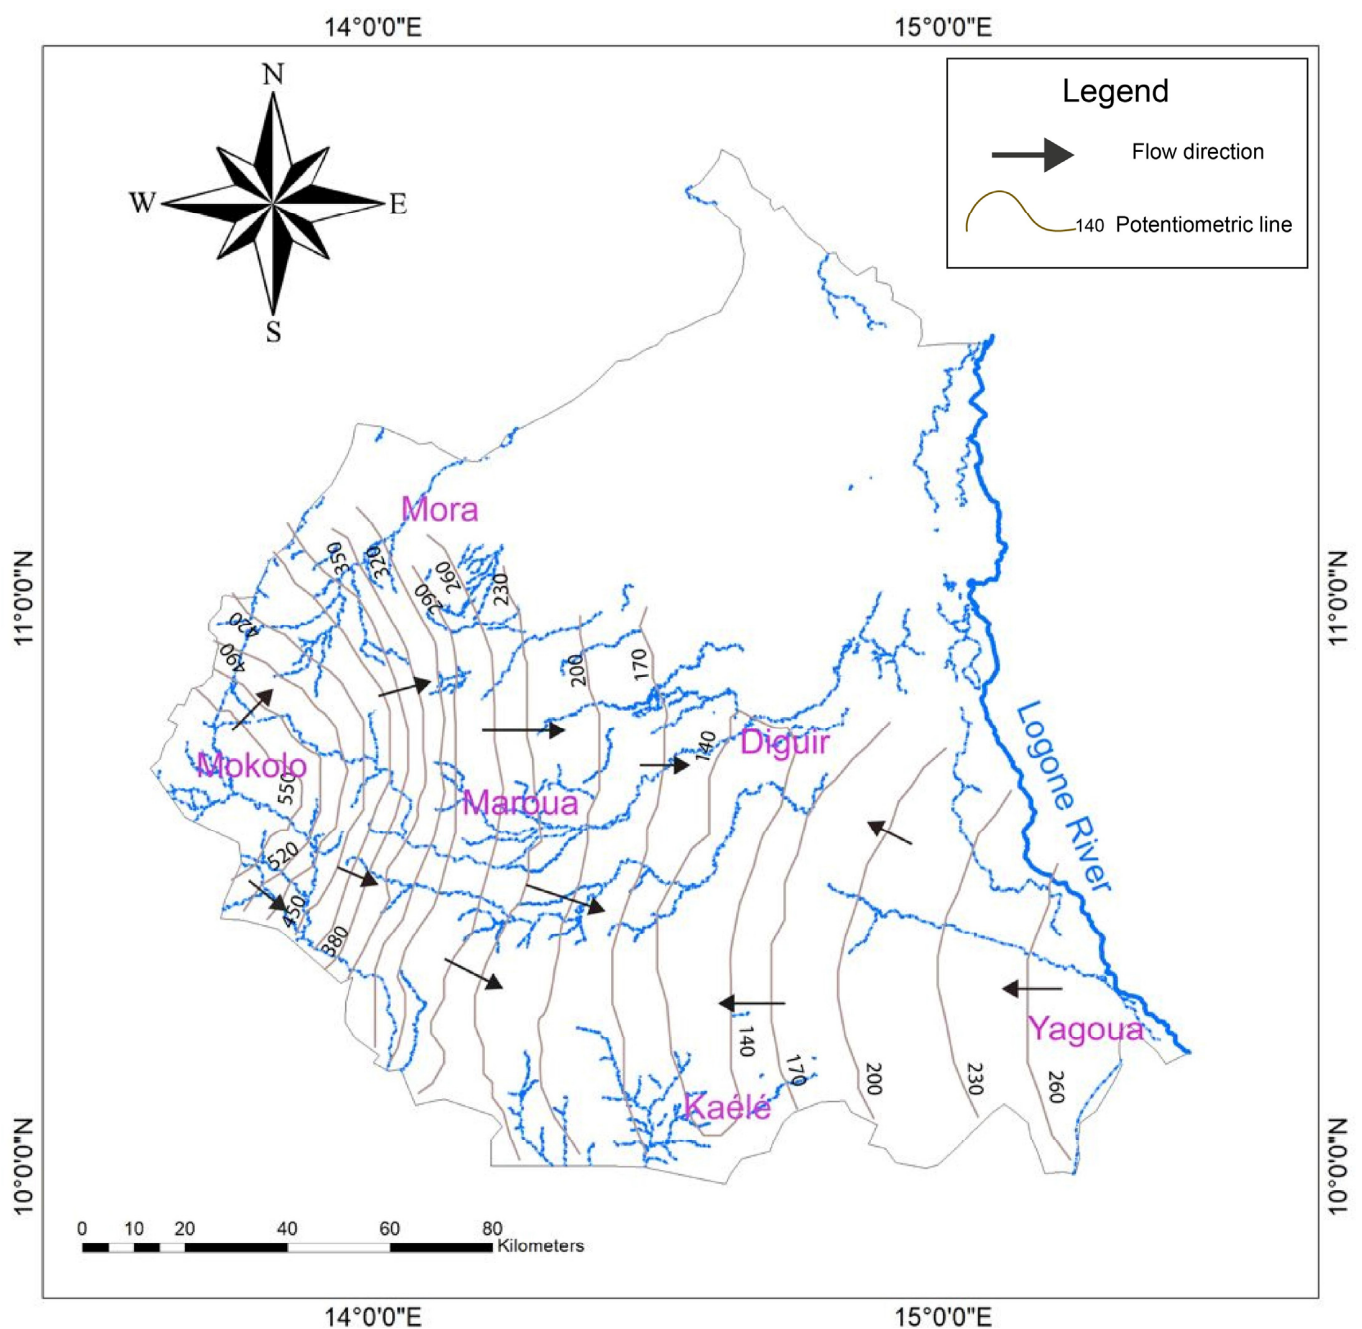 14°0'0"E
15°0'0"E
N
W
E
S
Legend
Flow direction
140 Potentiometric line
11°0'0"N
11°0'0"N
Mora
350
320
260
290
230
420
490
200
170
140
Diguir
Mokolo
550
Maroua
520
450
380
Logone River
Yagoua
140
170
200
230
260
Kaélé
10°0'0"N
10°0'0"N
0 10 20 40 60 80
Kilometers
14°0'0"E
15°0'0"E